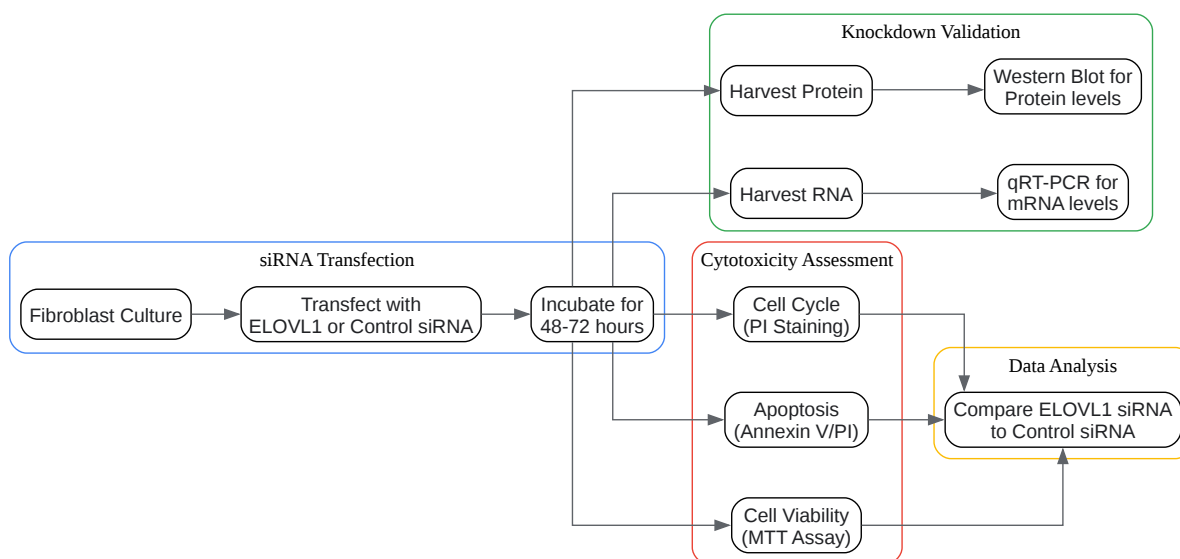 Knockdown Validation
Harvest Protein
Western Blot for
Protein levels
Harvest RNA
qRT-PCR for
mRNA levels
siRNA Transfection
Fibroblast Culture
Transfect with
ELOVL1 or Control siRNA
Incubate for
48-72 hours
Cytotoxicity Assessment
Cell Cycle
(PI Staining)
Apoptosis
(Annexin V/PI)
Cell Viability
(MTT Assay)
Data Analysis
Compare ELOVL1 siRNA
to Control siRNA